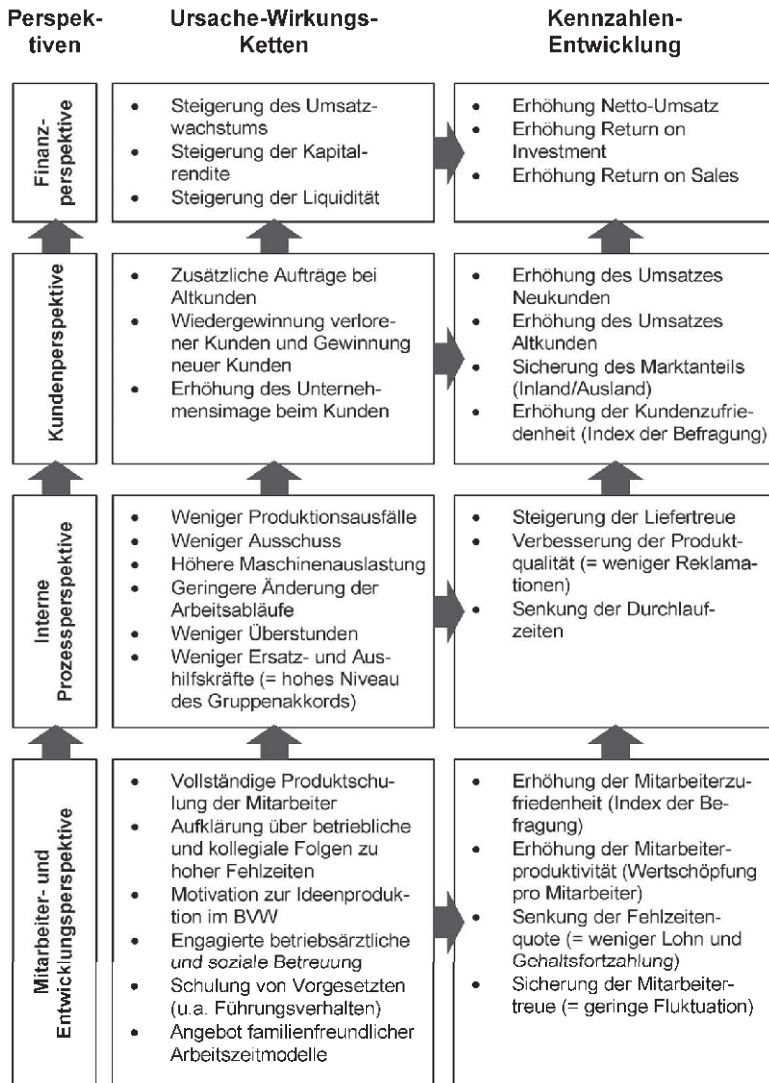 Perspek-
tiven
Ursache-Wirkungs-
Ketten
Kennzahlen-
Entwicklung
Finanz-
perspektive
• Steigerung des Umsatz-
wachstums
• Steigerung der Kapital-
rendite
• Steigerung der Liquidität
• Erhöhung Netto-Umsatz
• Erhöhung Return on
Investment
• Erhöhung Return on Sales
Kundenperspektive
• Zusätzliche Aufträge bei
Altkunden
• Wiedergewinnung verlore-
ner Kunden und Gewinnung
neuer Kunden
• Erhöhung des Unterneh-
mensimage beim Kunden
• Erhöhung des Umsatzes
Neukunden
• Erhöhung des Umsatzes
Altkunden
• Sicherung des Marktanteils
(Inland/Ausland)
• Erhöhung der Kundenzufrie-
denheit (Index der Befragung)
Interne
Prozessperspektive
• Weniger Produktionsausfälle
• Weniger Ausschuss
• Höhere Maschinenauslastung
• Geringere Änderung der
Arbeitsabläufe
• Weniger Überstunden
• Weniger Ersatz- und Aus-
hilfskräfte (= hohes Niveau
des Gruppenakkords)
• Steigerung der Liefertreue
• Verbesserung der Produkt-
qualität (= weniger Reklama-
tionen)
• Senkung der Durchlauf-
zeiten
Mitarbeiter- und
Entwicklungsperspektive
• Vollständige Produktschu-
lung der Mitarbeiter
• Aufklärung über betriebliche
und kollegiale Folgen zu
hoher Fehlzeiten
• Motivation zur Ideenproduk-
tion im BVW
• Engagierte betriebsärztliche
und soziale Betreuung
• Schulung von Vorgesetzten
(u.a. Führungsverhalten)
• Angebot familienfreundlicher
Arbeitszeitmodelle
• Erhöhung der Mitarbeiterzu-
friedenheit (Index der Be-
fragung)
• Erhöhung der Mitarbeiter-
produktivität (Wertschöpfung
pro Mitarbeiter)
• Senkung der Fehlzeiten-
quote (= weniger Lohn und
Gehaltsfortzahlung)
• Sicherung der Mitarbeiter-
treue (= geringe Fluktuation)